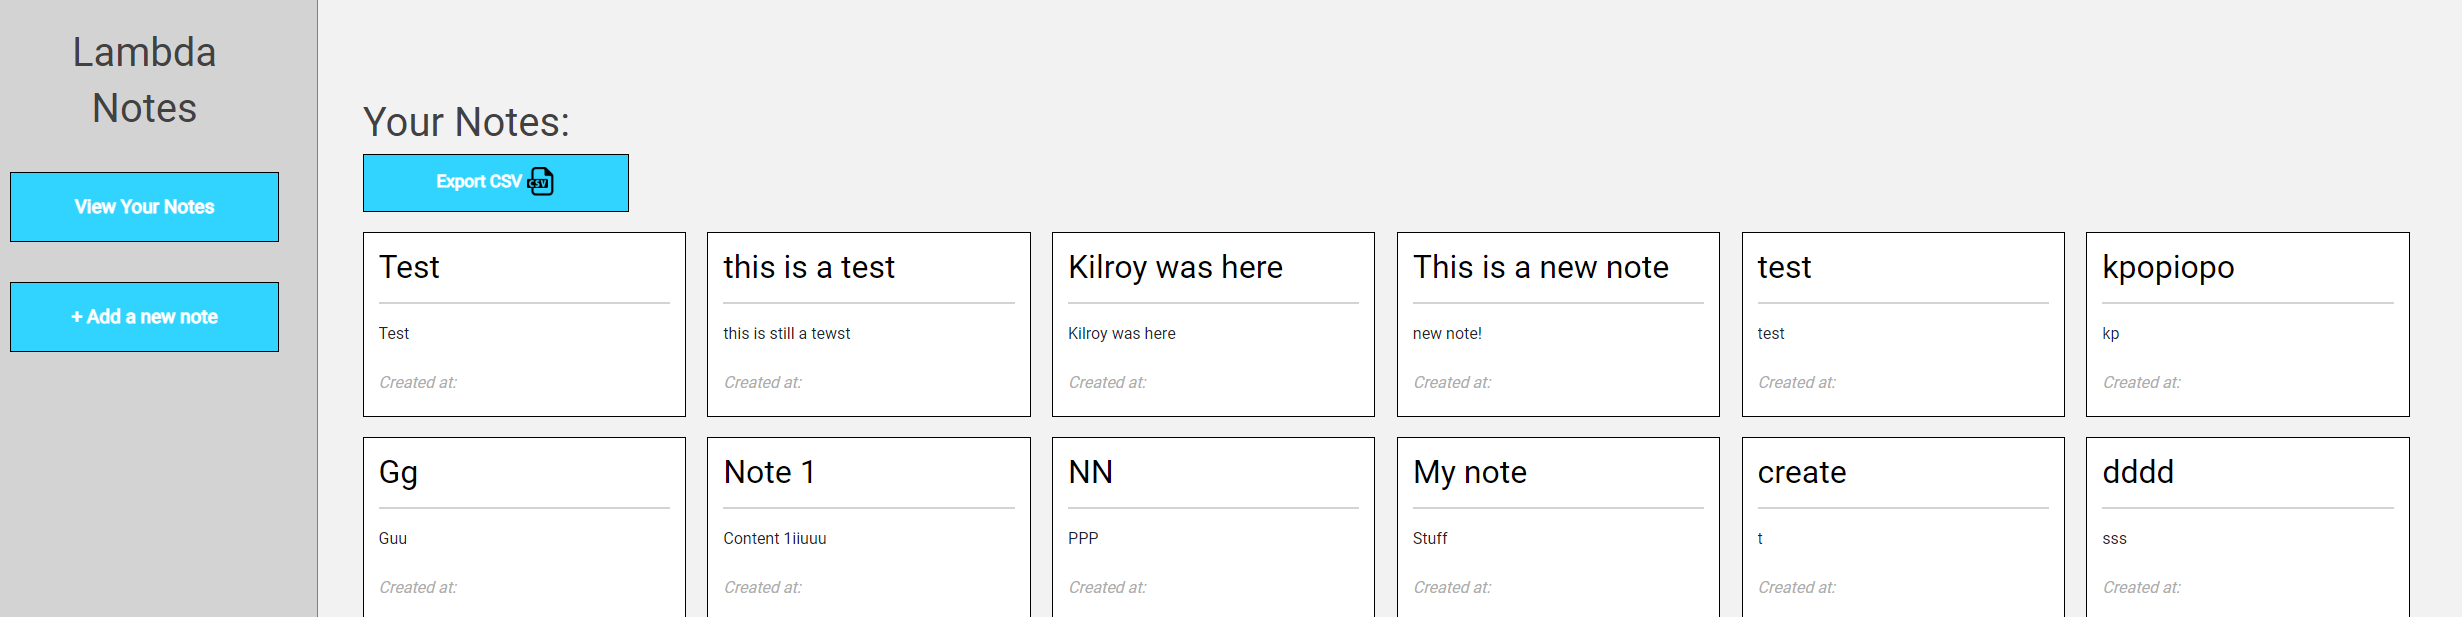 Lambda
Notes
View Your Notes
+ Add a new note
Your Notes:
Export CSV CSV
Test
Test
Created at:
this is a test
this is still a tewst
Created at:
Kilroy was here
Kilroy was here
Created at:
This is a new note
new note!
Created at:
test
test
Created at:
kpopiopo
kp
Created at:
Gg
Guu
Created at:
Note 1
Content 1iiuuu
Created at:
NN
PPP
Created at:
My note
Stuff
Created at:
create
t
Created at:
dddd
sss
Created at: